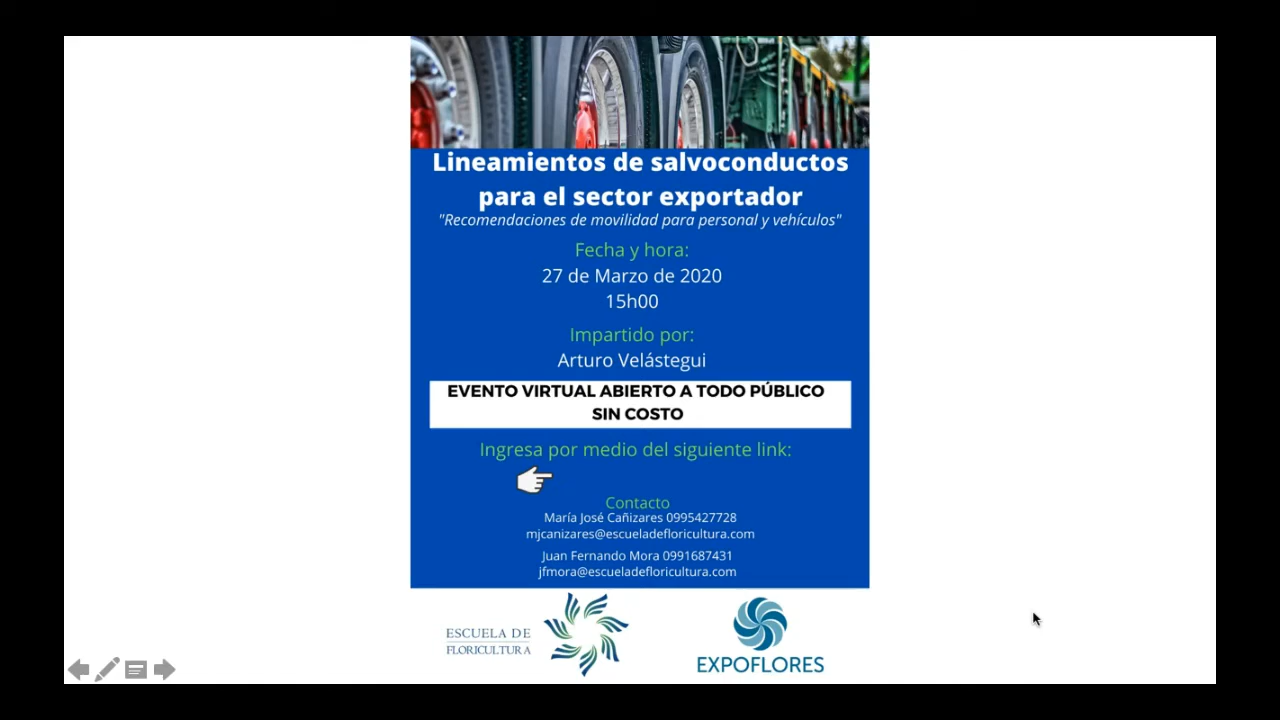 Lineamientos de salvoconductos
para el sector exportador
"Recomendaciones de movilidad para personal y vehículos"
Fecha y hora:
27 de Marzo de 2020
15h00
Impartido por:
Arturo Velástegui
EVENTO VIRTUAL ABIERTO A TODO PÚBLICO
SIN COSTO
Ingresa por medio del siguiente link:
Contacto
María José Cañizares 0995427728
mjcanizares@escueladefloricultura.com
Juan Fernando Mora 0991687431
jfmora@escueladefloricultura.com
ESCUELA DE
FLORICULTURA
EXPOFLORES